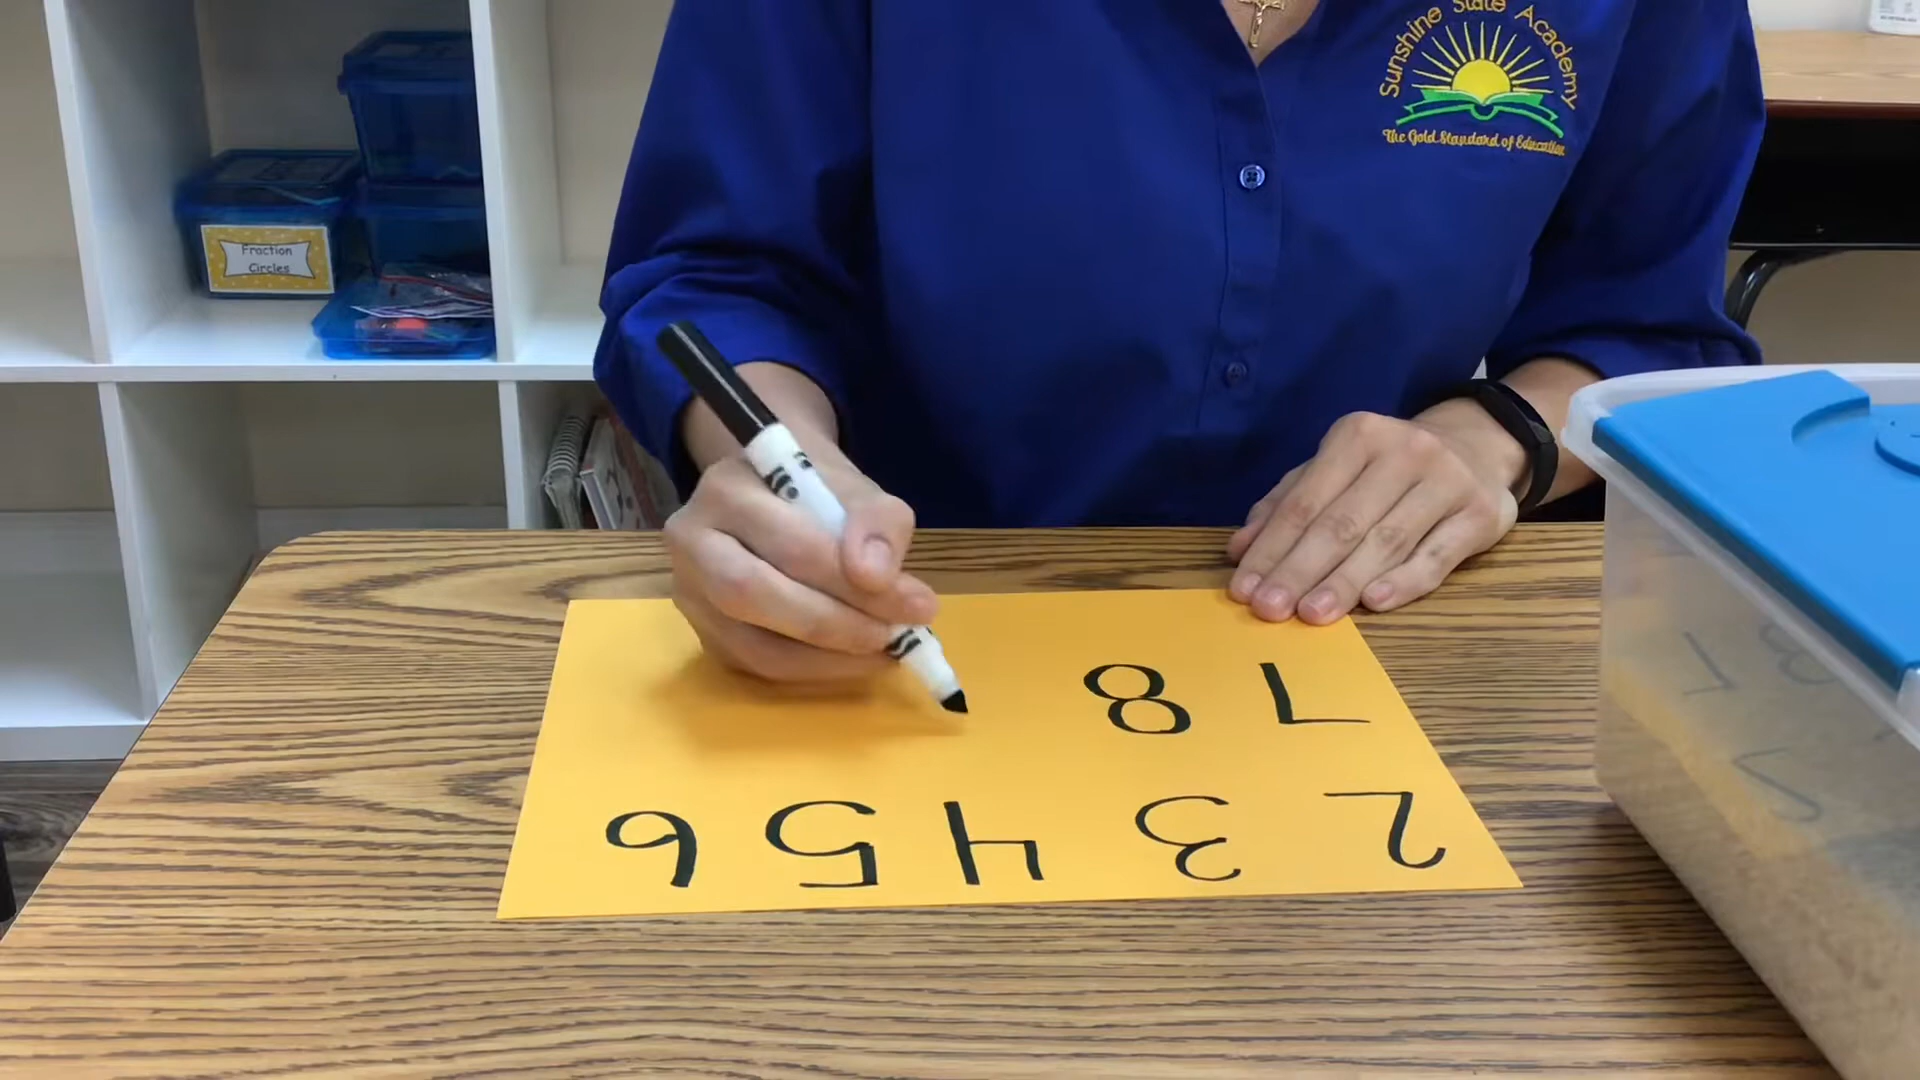 Sunshine State Academy
The Gold Standard of Education
Fraction
Circles
2 3 4 5 6
7 8